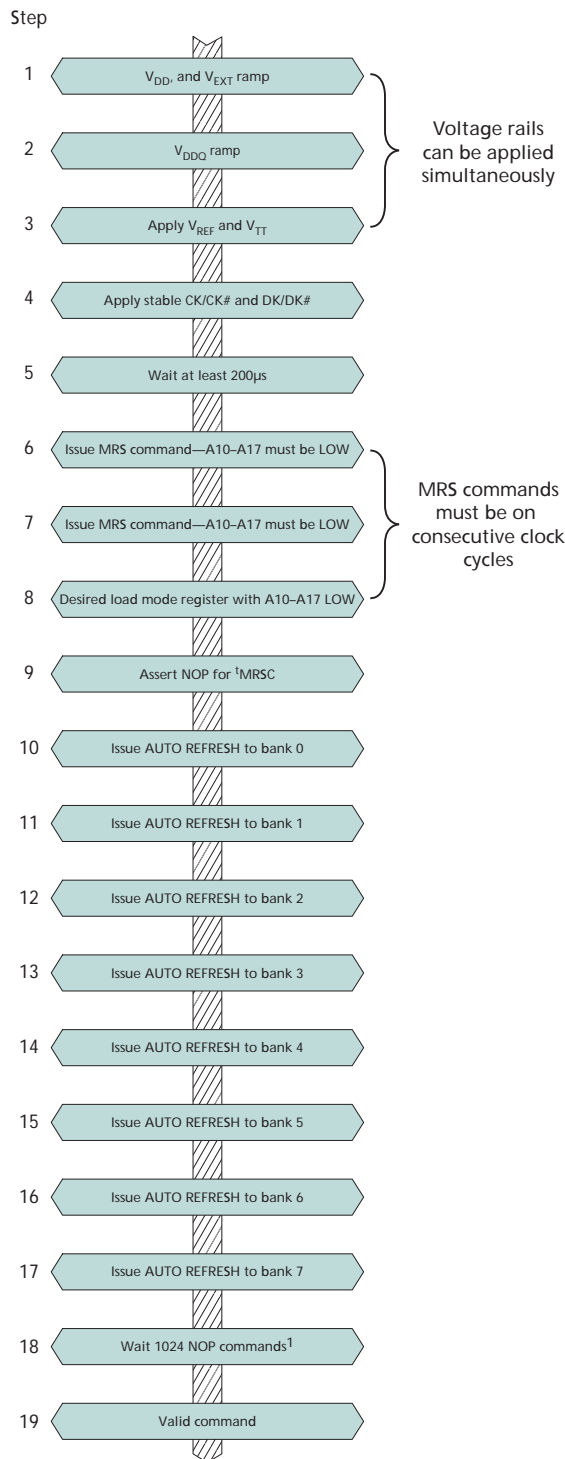 Step
1 VDD, and VEXT ramp
2 VDDQ ramp
3 Apply VREF and VTT
Voltage rails
can be applied
simultaneously
4 Apply stable CK/CK# and DK/DK#
5 Wait at least 200µs
6 Issue MRS command—A10–A17 must be LOW
7 Issue MRS command—A10–A17 must be LOW
8 Desired load mode register with A10–A17 LOW
MRS commands
must be on
consecutive clock
cycles
9 Assert NOP for tMRSC
10 Issue AUTO REFRESH to bank 0
11 Issue AUTO REFRESH to bank 1
12 Issue AUTO REFRESH to bank 2
13 Issue AUTO REFRESH to bank 3
14 Issue AUTO REFRESH to bank 4
15 Issue AUTO REFRESH to bank 5
16 Issue AUTO REFRESH to bank 6
17 Issue AUTO REFRESH to bank 7
18 Wait 1024 NOP commands1
19 Valid command